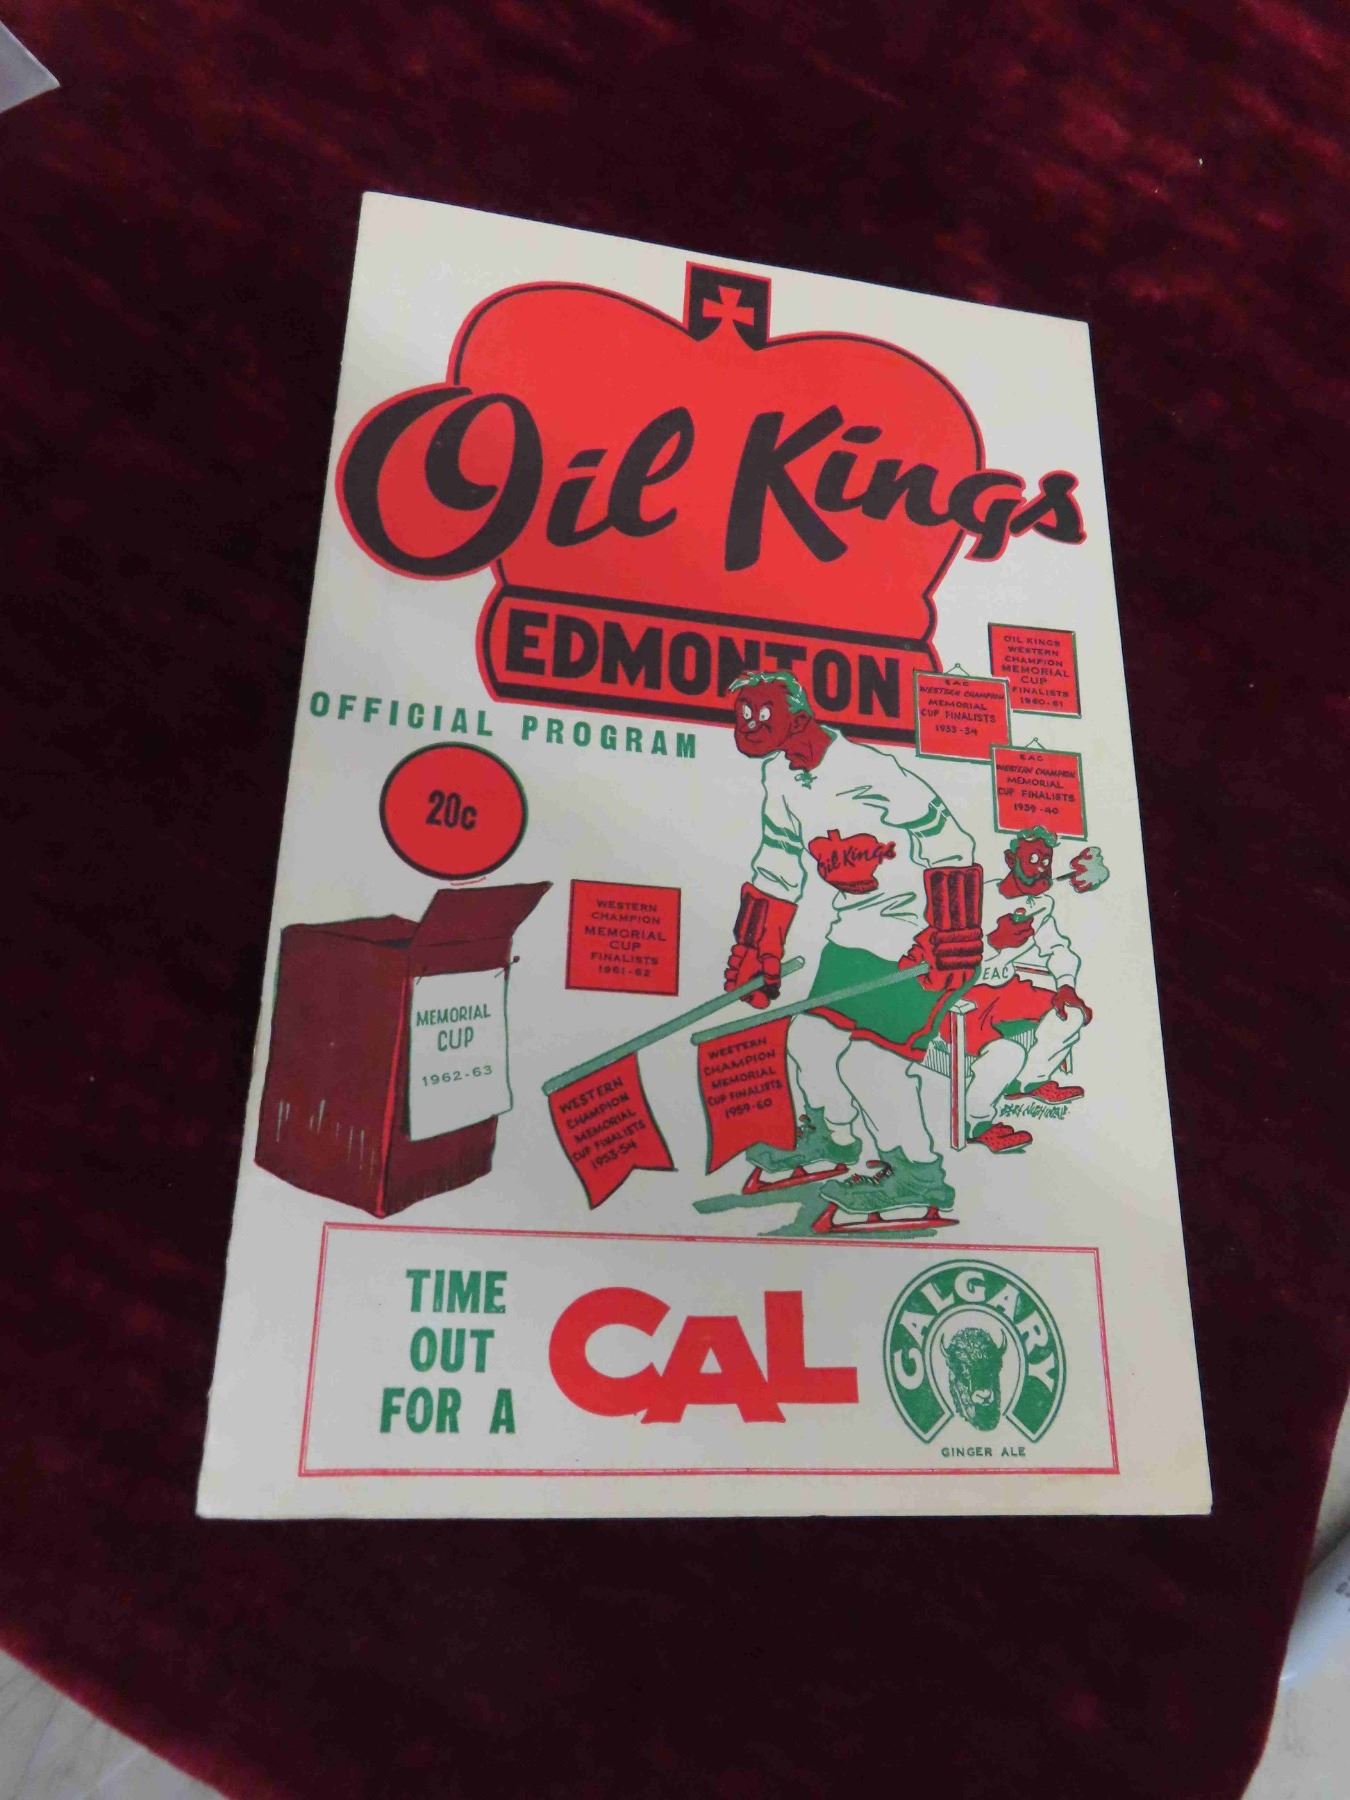 Oil Kings
EDMONTON
OFFICIAL PROGRAM
20c
OIL KINGS
WESTERN
CHAMPION
MEMORIAL
CUP
FINALISTS
1960-61
EAC
WESTERN CHAMPION
MEMORIAL
CUP FINALISTS
1933-34
EAC
WESTERN CHAMPION
MEMORIAL
CUP FINALISTS
1939-40
Oil Kings
WESTERN
CHAMPION
MEMORIAL
CUP
FINALISTS
1961-62
EAC
MEMORIAL
CUP
1962-63
WESTERN
CHAMPION
MEMORIAL
CUP FINALISTS
1953-54
WESTERN
CHAMPION
MEMORIAL
CUP FINALISTS
1959-60
TIME
OUT
FOR A
CAL
CALGARY
GINGER ALE